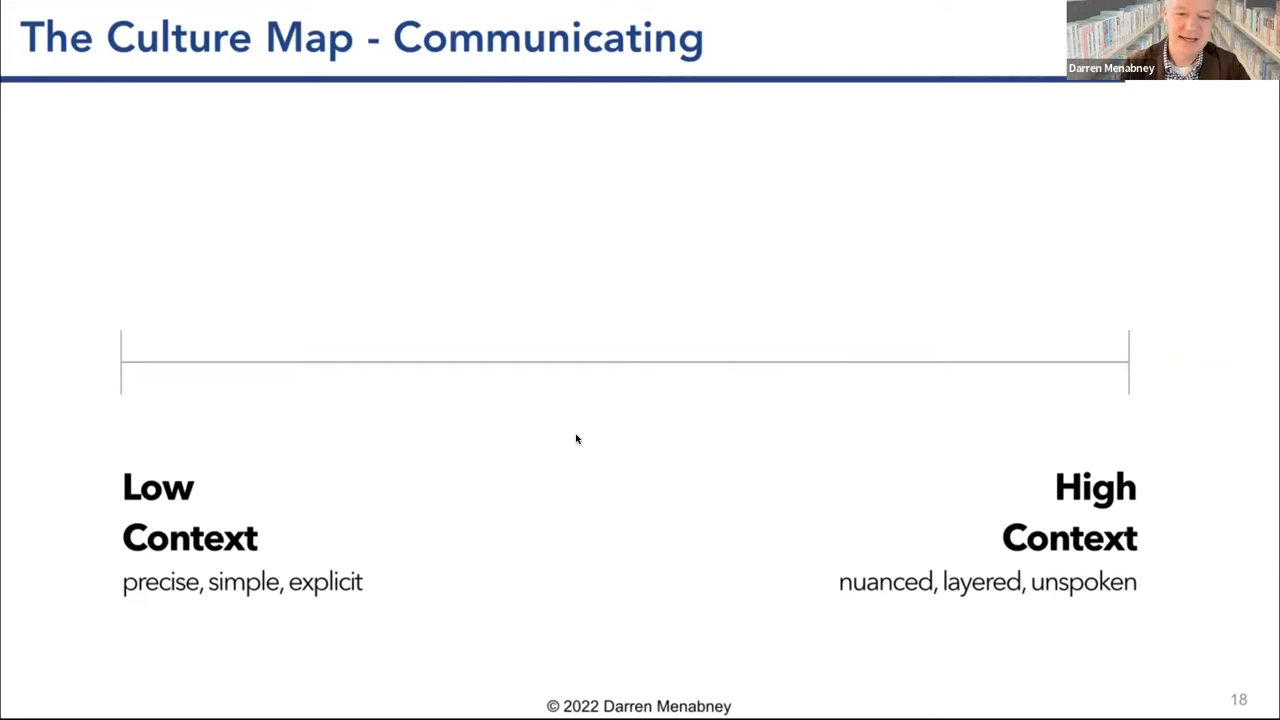 The Culture Map - Communicating
Darren Menabney
Low
Context
precise, simple, explicit
High
Context
nuanced, layered, unspoken
© 2022 Darren Menabney
18